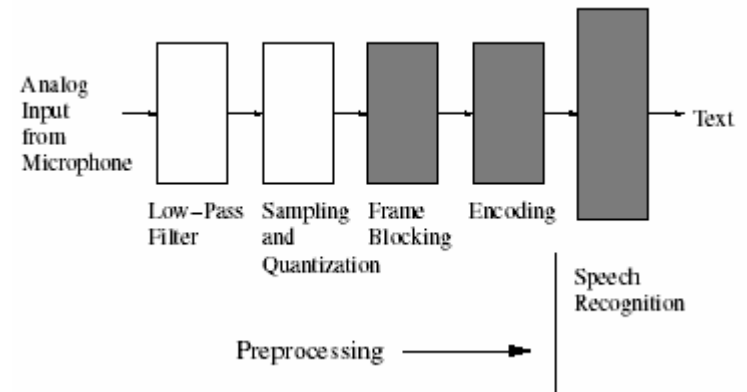 Analog
Input
from
Microphone
Low-Pass
Filter
Sampling
and
Quantization
Frame
Blocking
Encoding
Text
Speech
Recognition
Preprocessing